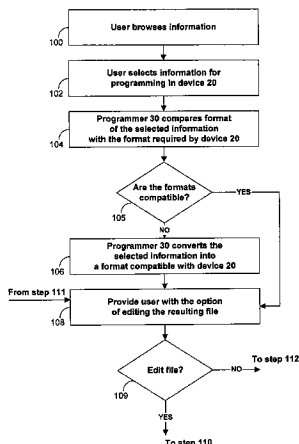 User browses information
100
User selects information for
programming in device 20
102
Programmer 30 compares format
of the selected information
with the format required by device 20
104
Are the formats
compatible?
YES
105
NO
Programmer 30 converts the
selected information into
a format compatible with device 20
106
From step 111
Provide user with the option
of editing the resulting file
108
To step 112
Edit file?
NO
109
YES
To step 110